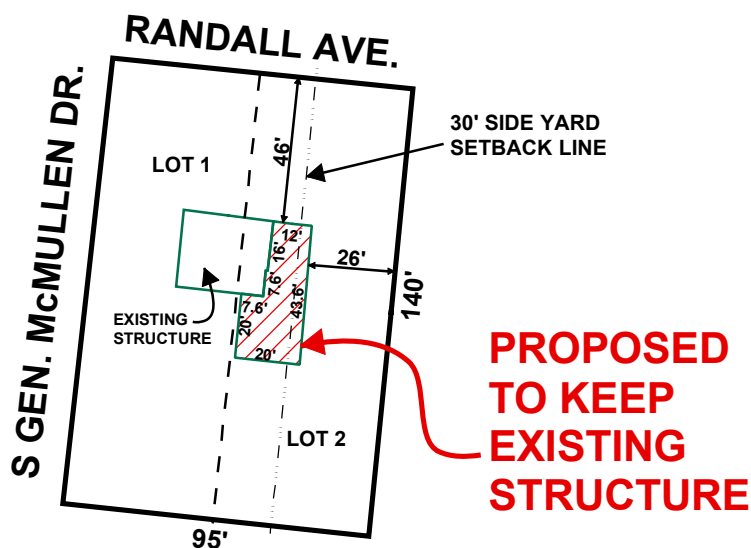 RANDALL AVE.
S GEN. McMULLEN DR.
30' SIDE YARD
SETBACK LINE
LOT 1
46'
12'
16'
26'
7.6'
43.6'
140'
7.6'
20'
EXISTING
STRUCTURE
20'
PROPOSED
TO KEEP
EXISTING
STRUCTURE
LOT 2
95'